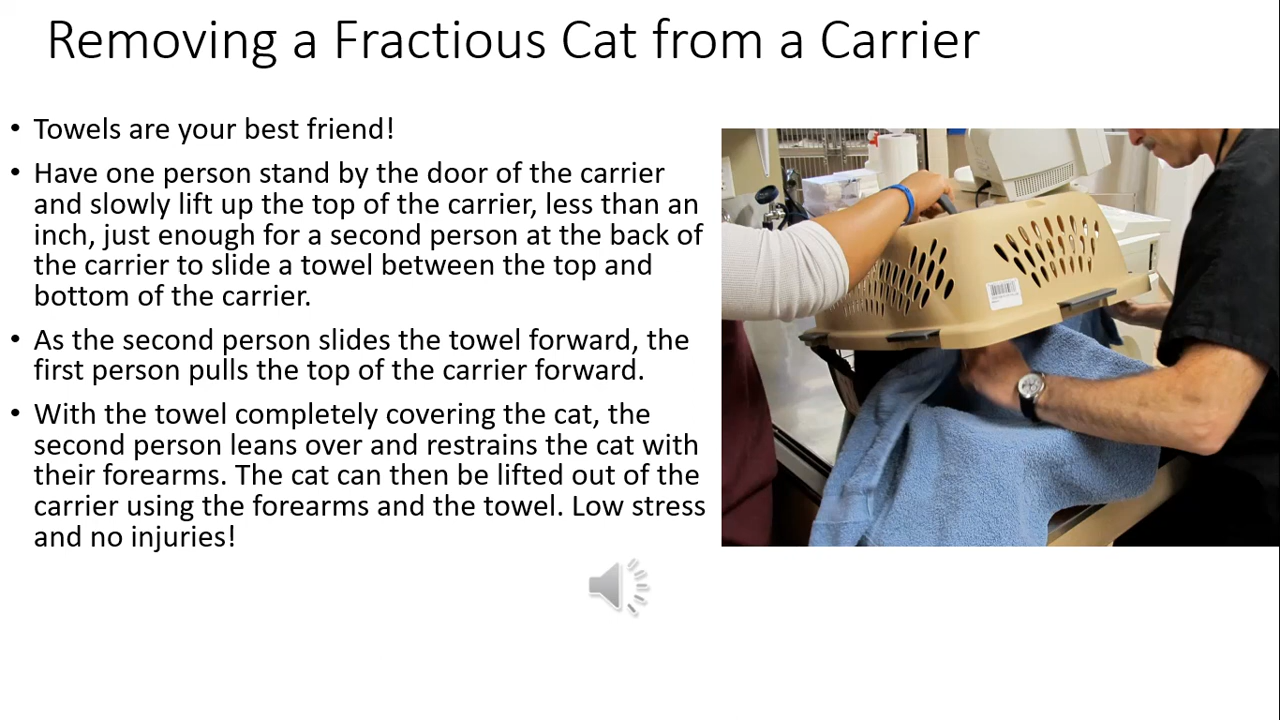 Removing a Fractious Cat from a Carrier
• Towels are your best friend!
• Have one person stand by the door of the carrier
and slowly lift up the top of the carrier, less than an
inch, just enough for a second person at the back of
the carrier to slide a towel between the top and
bottom of the carrier.
• As the second person slides the towel forward, the
first person pulls the top of the carrier forward.
• With the towel completely covering the cat, the
second person leans over and restrains the cat with
their forearms. The cat can then be lifted out of the
carrier using the forearms and the towel. Low stress
and no injuries!